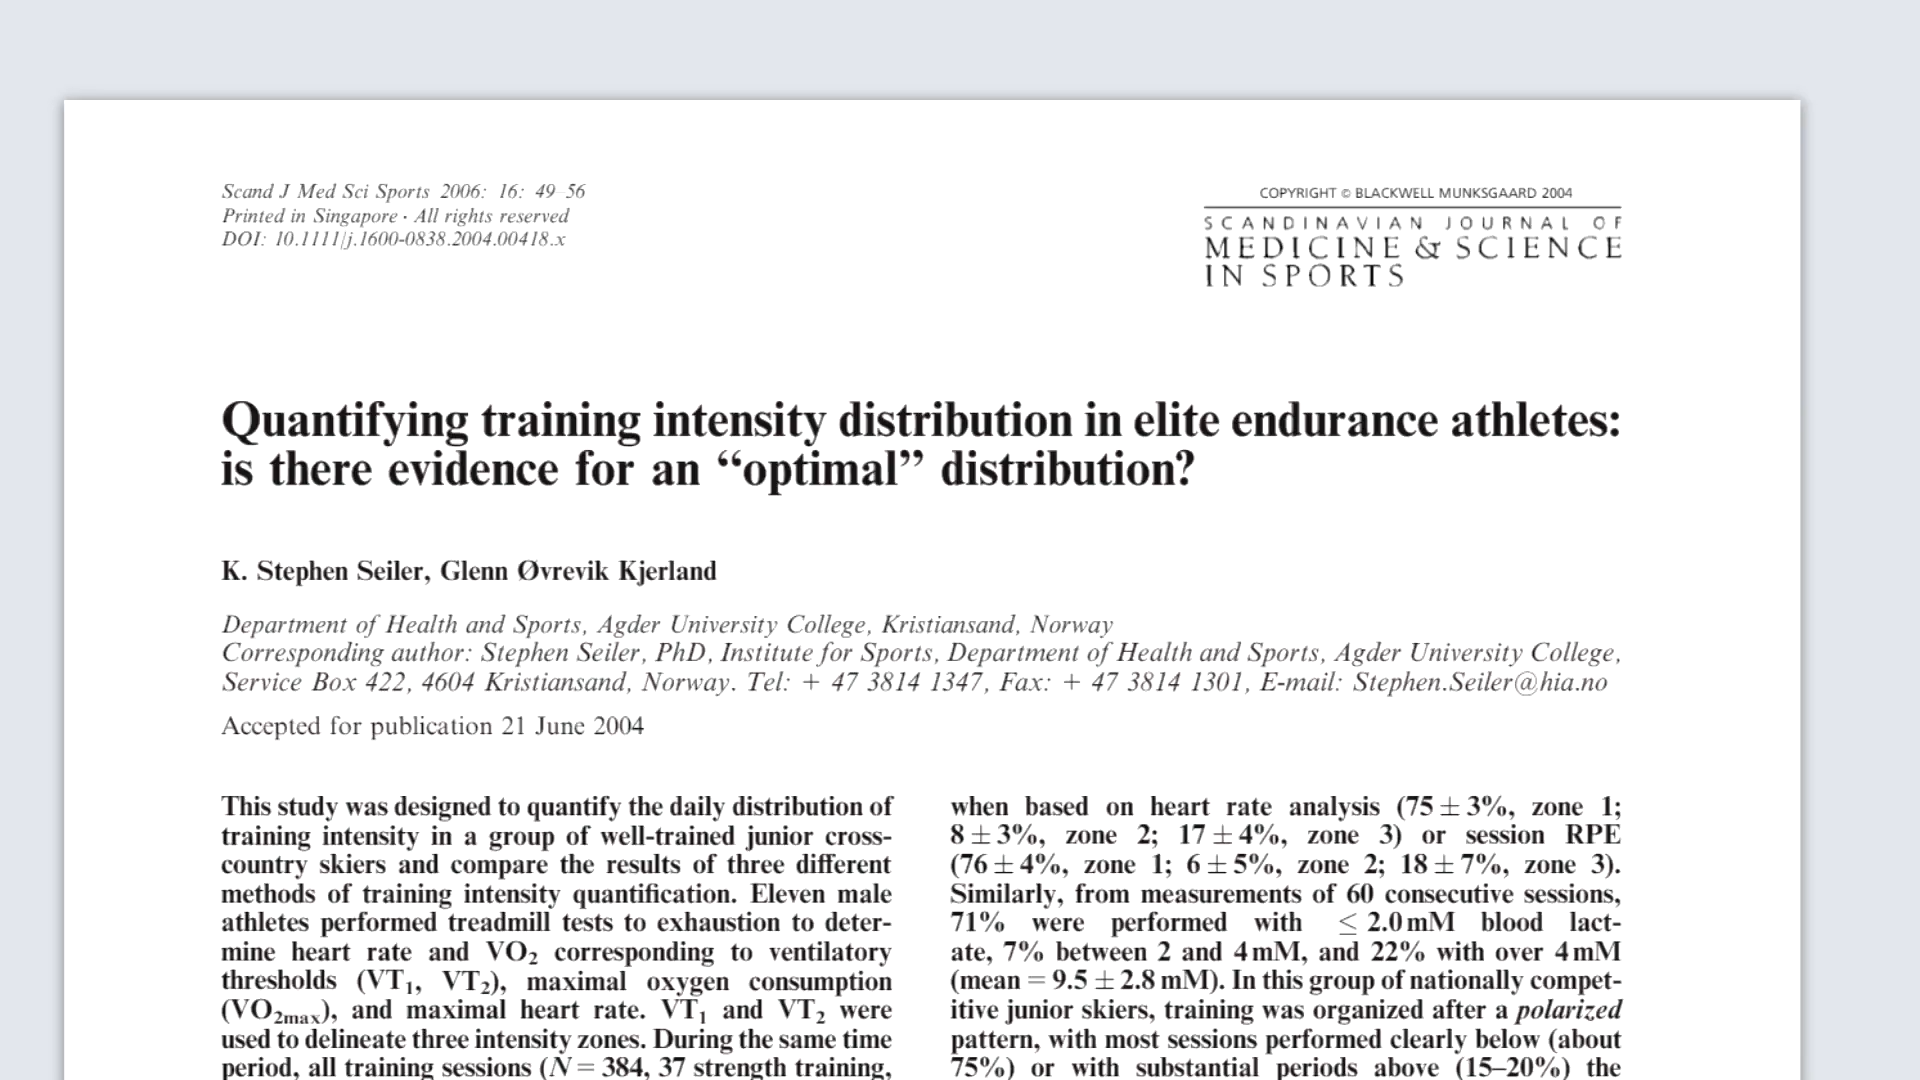 Scand J Med Sci Sports 2006: 16: 49–56
Printed in Singapore · All rights reserved
DOI: 10.1111/j.1600-0838.2004.00418.x
COPYRIGHT © BLACKWELL MUNKSGAARD 2004
SCANDINAVIAN JOURNAL OF
MEDICINE & SCIENCE
IN SPORTS
Quantifying training intensity distribution in elite endurance athletes:
is there evidence for an “optimal” distribution?
K. Stephen Seiler, Glenn Øvrevik Kjerland
Department of Health and Sports, Agder University College, Kristiansand, Norway
Corresponding author: Stephen Seiler, PhD, Institute for Sports, Department of Health and Sports, Agder University College,
Service Box 422, 4604 Kristiansand, Norway. Tel: + 47 3814 1347, Fax: + 47 3814 1301, E-mail: Stephen.Seiler@hia.no
Accepted for publication 21 June 2004
This study was designed to quantify the daily distribution of
training intensity in a group of well-trained junior cross-
country skiers and compare the results of three different
methods of training intensity quantification. Eleven male
athletes performed treadmill tests to exhaustion to deter-
mine heart rate and VO₂ corresponding to ventilatory
thresholds (VT₁, VT₂), maximal oxygen consumption
(VO₂max), and maximal heart rate. VT₁ and VT₂ were
used to delineate three intensity zones. During the same time
period, all training sessions (N = 384, 37 strength training,
when based on heart rate analysis (75 ± 3%, zone 1;
8 ± 3%, zone 2; 17 ± 4%, zone 3) or session RPE
(76 ± 4%, zone 1; 6 ± 5%, zone 2; 18 ± 7%, zone 3).
Similarly, from measurements of 60 consecutive sessions,
71% were performed with ≤ 2.0 mM blood lact-
ate, 7% between 2 and 4 mM, and 22% with over 4 mM
(mean = 9.5 ± 2.8 mM). In this group of nationally compet-
itive junior skiers, training was organized after a polarized
pattern, with most sessions performed clearly below (about
75%) or with substantial periods above (15–20%) the